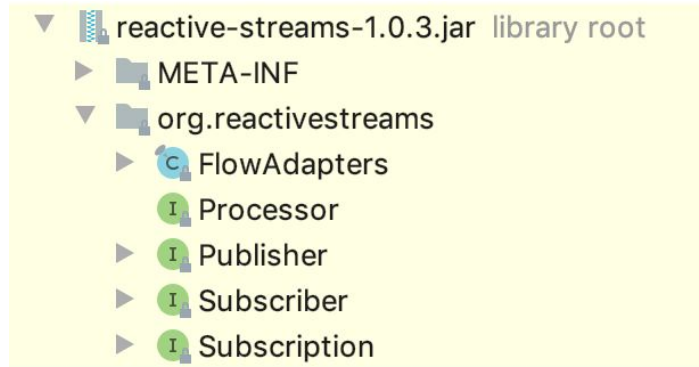 reactive-streams-1.0.3.jar library root
META-INF
org.reactivestreams
C FlowAdapters
I Processor
I Publisher
I Subscriber
I Subscription